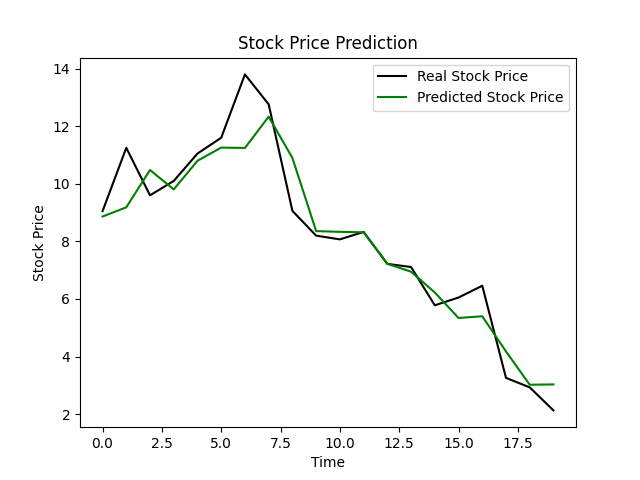 Stock Price Prediction
Real Stock Price
Predicted Stock Price
Stock Price
14
12
10
8
6
4
2
0.0 2.5 5.0 7.5 10.0 12.5 15.0 17.5
Time